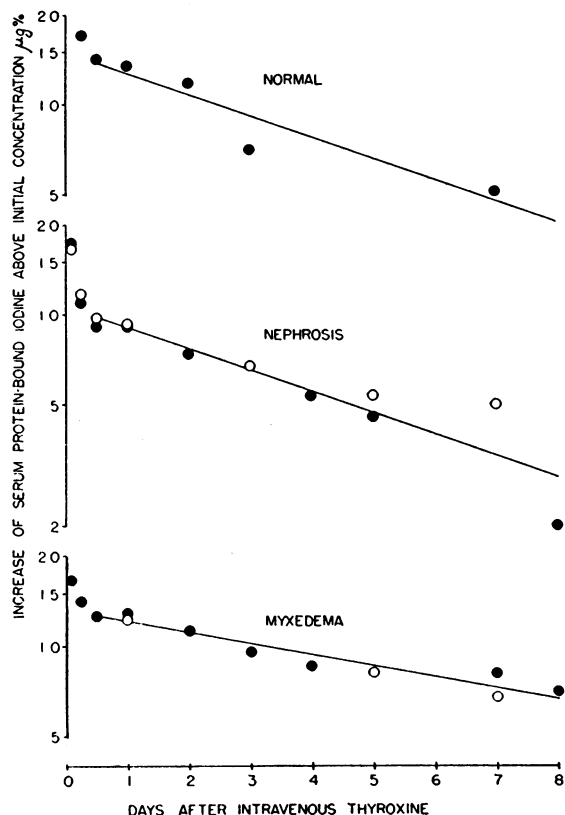 INCREASE OF SERUM PROTEIN-BOUND IODINE ABOVE INITIAL CONCENTRATION µg%
20
15
10
5
NORMAL
20
15
10
5
2
NEPHROSIS
20
15
10
5
MYXEDEMA
0 1 2 3 4 5 6 7 8
DAYS AFTER INTRAVENOUS THYROXINE